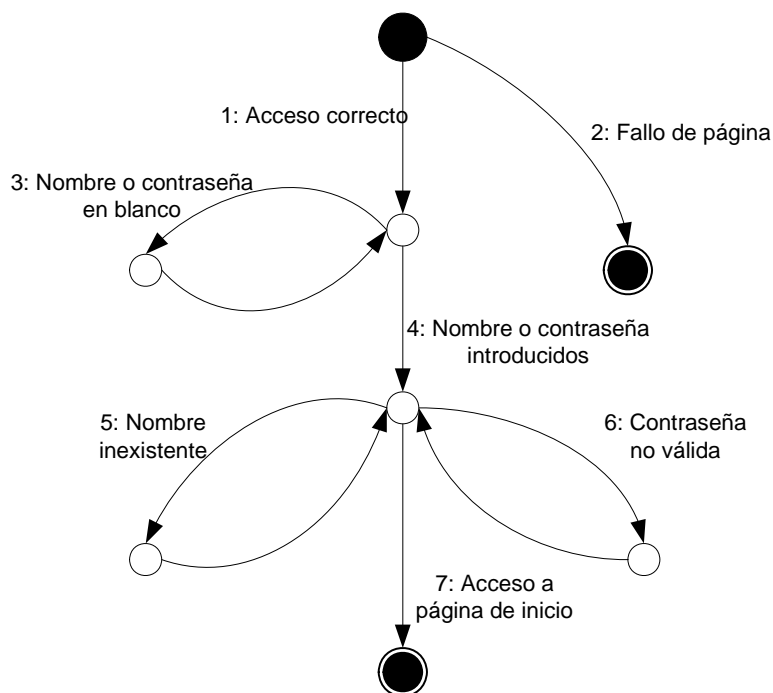 1: Acceso correcto
2: Fallo de página
3: Nombre o contraseña
en blanco
4: Nombre o contraseña
introducidos
5: Nombre
inexistente
6: Contraseña
no válida
7: Acceso a
página de inicio